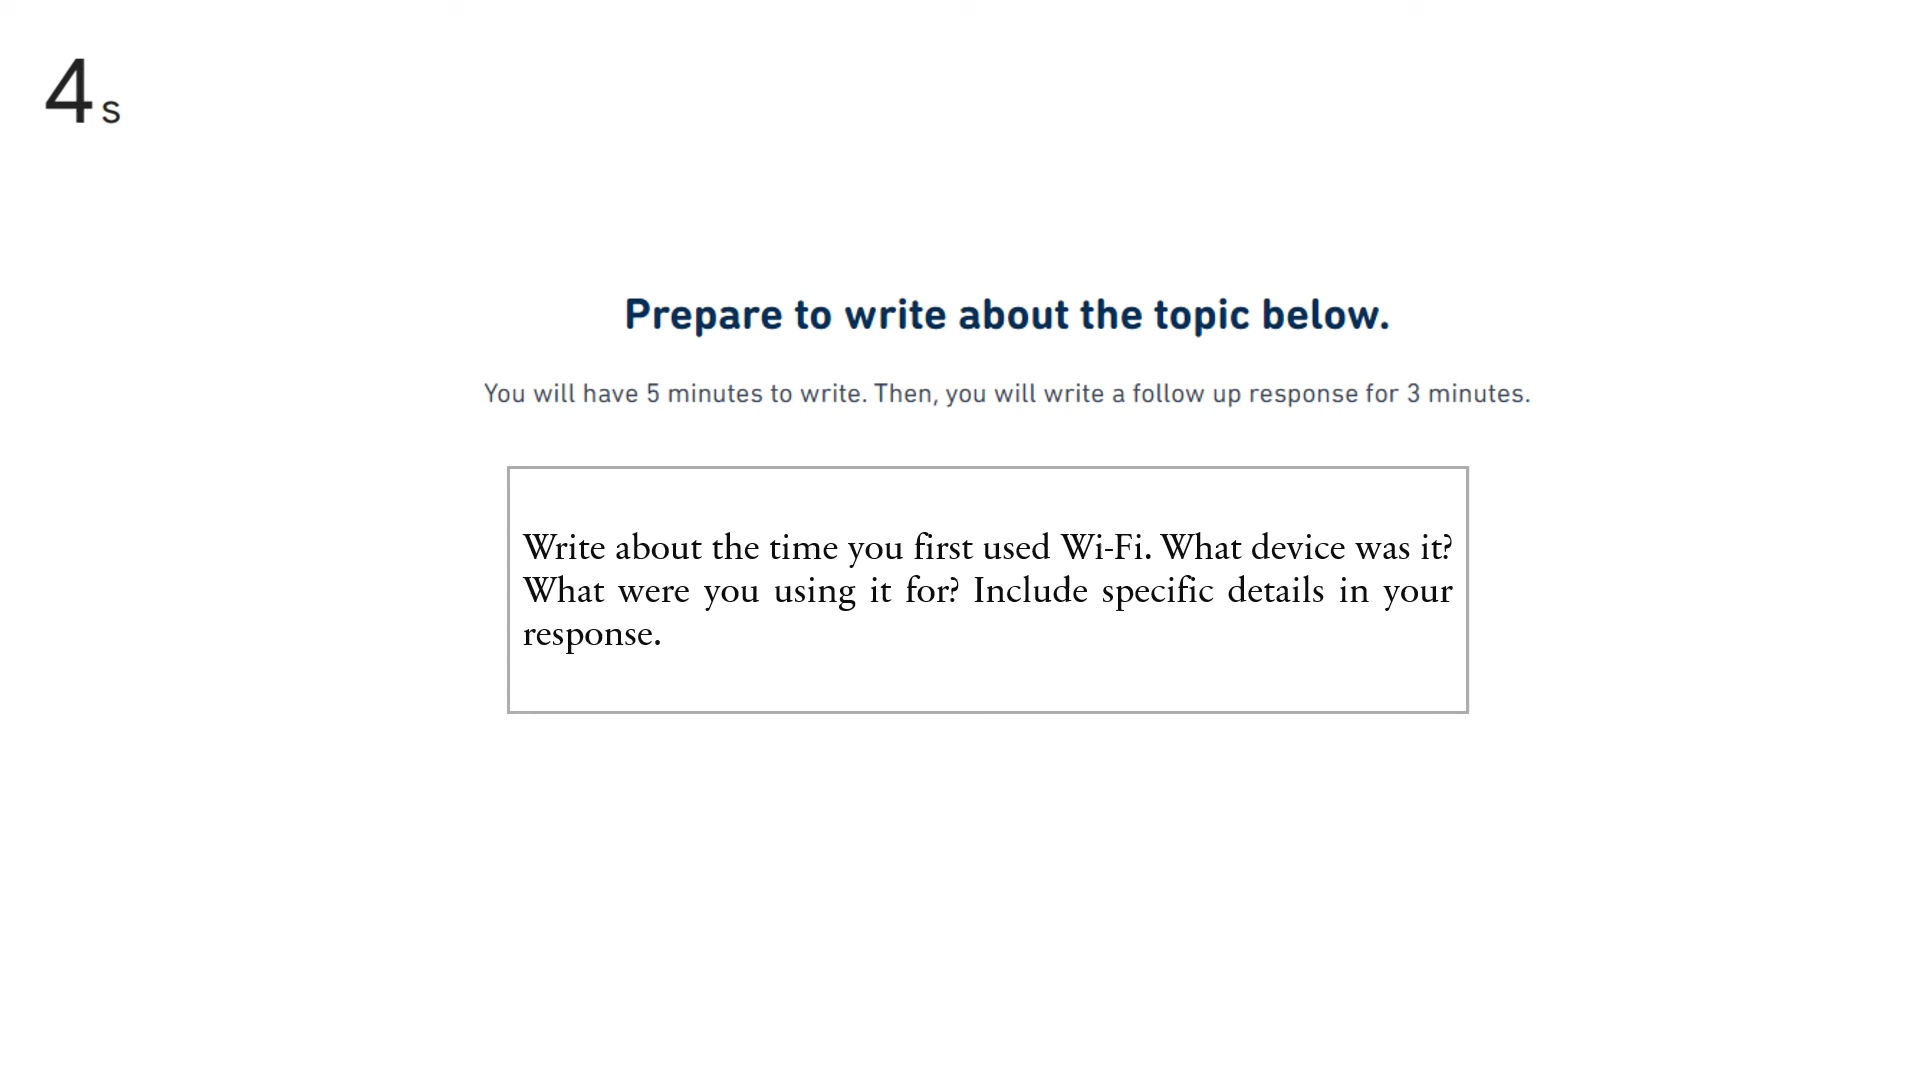 4 s
Prepare to write about the topic below.
You will have 5 minutes to write. Then, you will write a follow up response for 3 minutes.
Write about the time you first used Wi-Fi. What device was it?
What were you using it for? Include specific details in your
response.